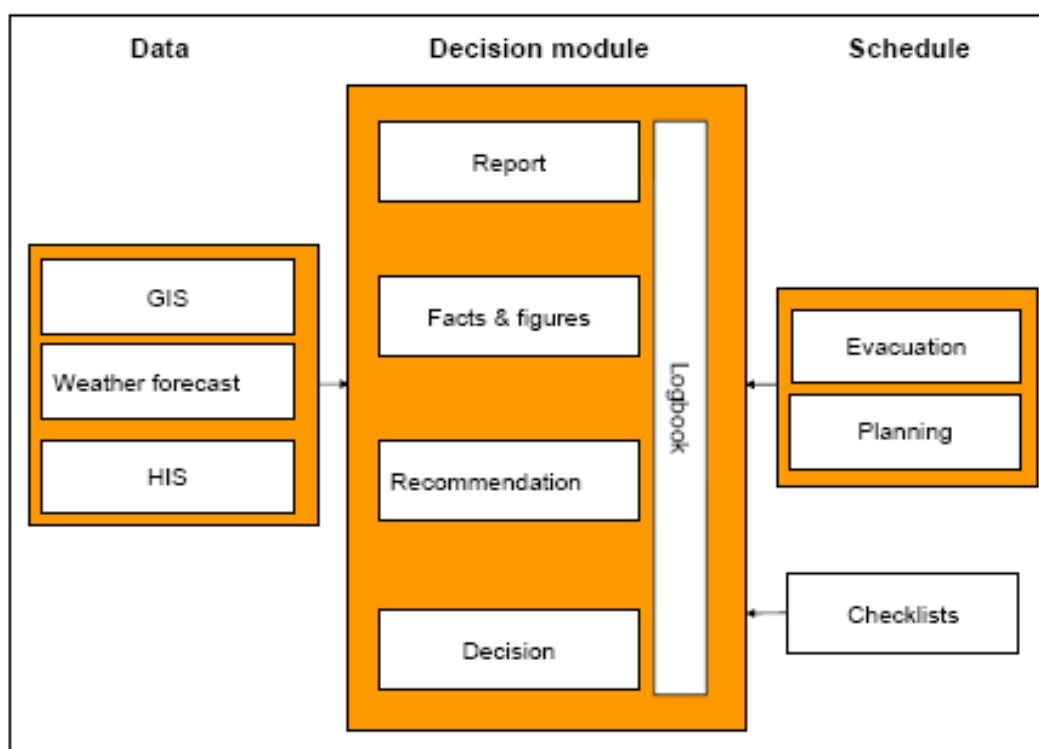 Data
Decision module
Schedule
GIS
Weather forecast
HIS
Report
Facts & figures
Recommendation
Decision
Logbook
Evacuation
Planning
Checklists